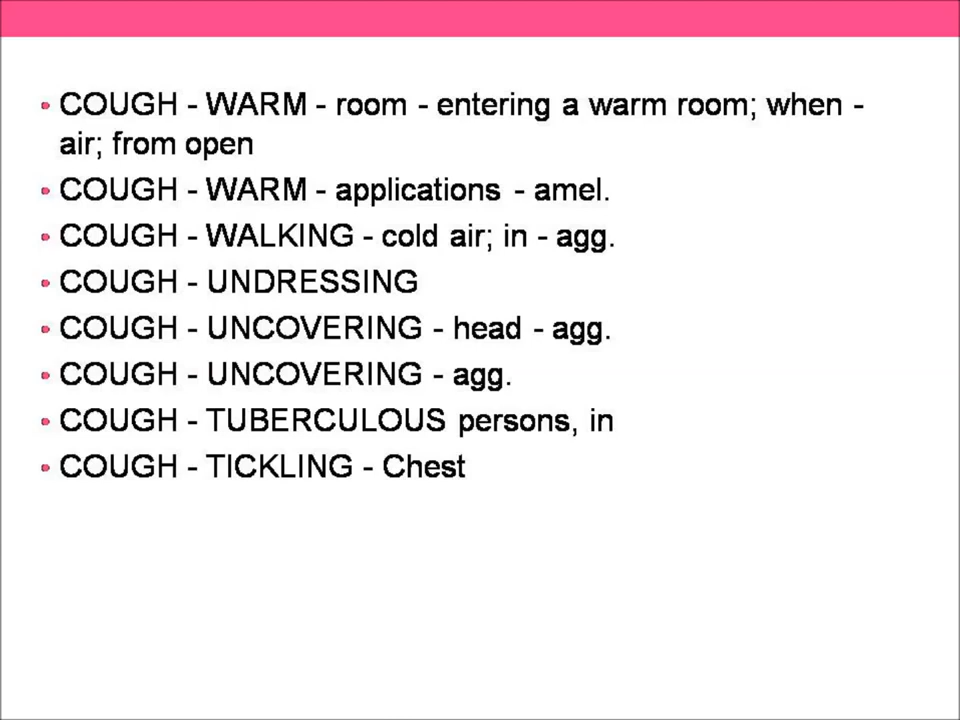 • COUGH - WARM - room - entering a warm room; when -
air; from open
• COUGH - WARM - applications - amel.
• COUGH - WALKING - cold air; in - agg.
• COUGH - UNDRESSING
• COUGH - UNCOVERING - head - agg.
• COUGH - UNCOVERING - agg.
• COUGH - TUBERCULOUS persons, in
• COUGH - TICKLING - Chest